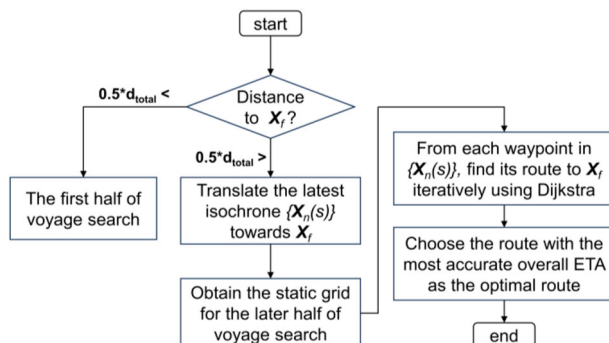 start
0.5*dtotal <
Distance
to Xf?
0.5*dtotal >
The first half of
voyage search
Translate the latest
isochrone {Xn(s)}
towards Xf
Obtain the static grid
for the later half of
voyage search
From each waypoint in
{Xn(s)}, find its route to Xf
iteratively using Dijkstra
Choose the route with the
most accurate overall ETA
as the optimal route
end